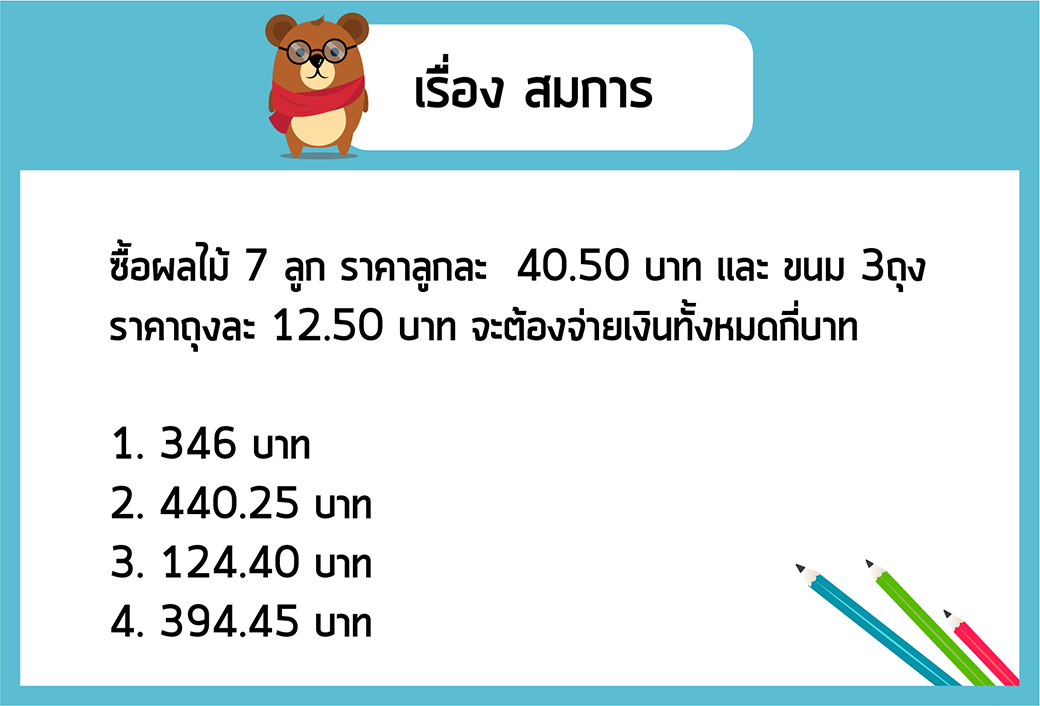 เรื่อง สมการ
ซื้อผลไม้ 7 ลูก ราคาลูกละ 40.50 บาท และ ขนม 3ถุง
ราคาถุงละ 12.50 บาท จะต้องจ่ายเงินทั้งหมดกี่บาท
1. 346 บาท
2. 440.25 บาท
3. 124.40 บาท
4. 394.45 บาท